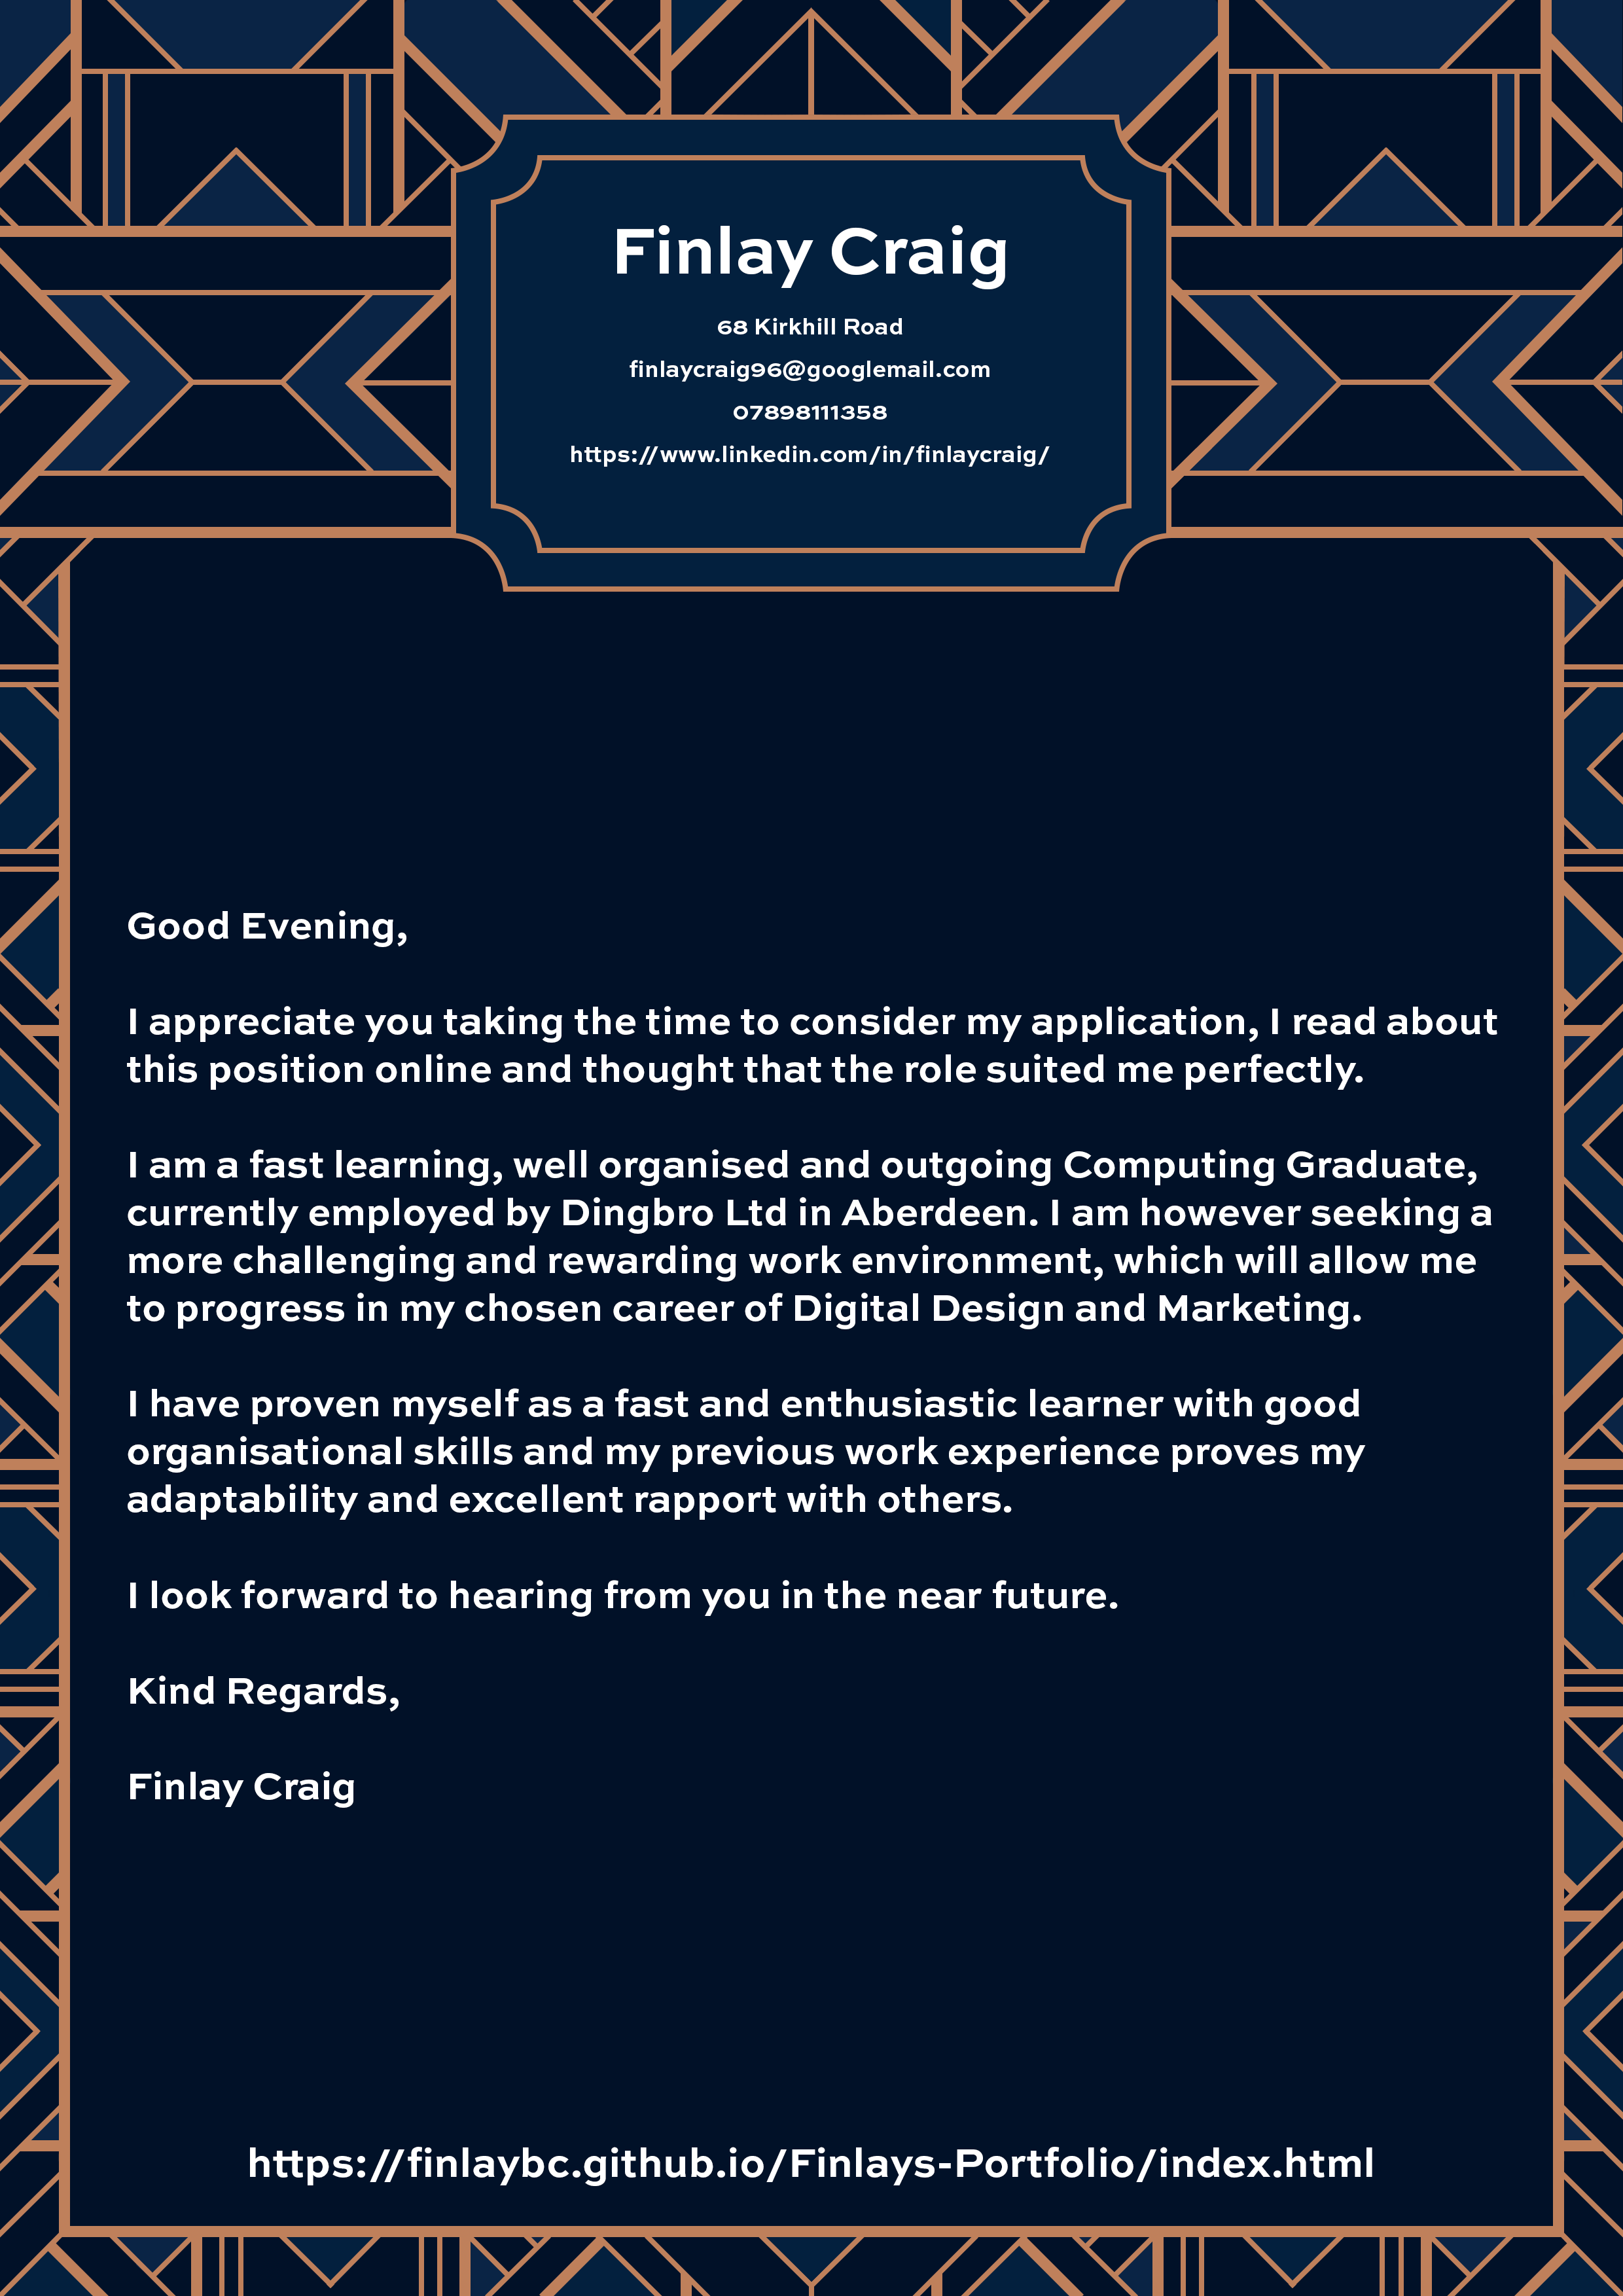 Finlay Craig
68 Kirkhill Road
finlaycraig96@googlemail.com
07898111358
https://www.linkedin.com/in/finlaycraig/
Good Evening,
I appreciate you taking the time to consider my application, I read about
this position online and thought that the role suited me perfectly.
I am a fast learning, well organised and outgoing Computing Graduate,
currently employed by Dingbro Ltd in Aberdeen. I am however seeking a
more challenging and rewarding work environment, which will allow me
to progress in my chosen career of Digital Design and Marketing.
I have proven myself as a fast and enthusiastic learner with good
organisational skills and my previous work experience proves my
adaptability and excellent rapport with others.
I look forward to hearing from you in the near future.
Kind Regards,
Finlay Craig
https://finlaybc.github.io/Finlays-Portfolio/index.html